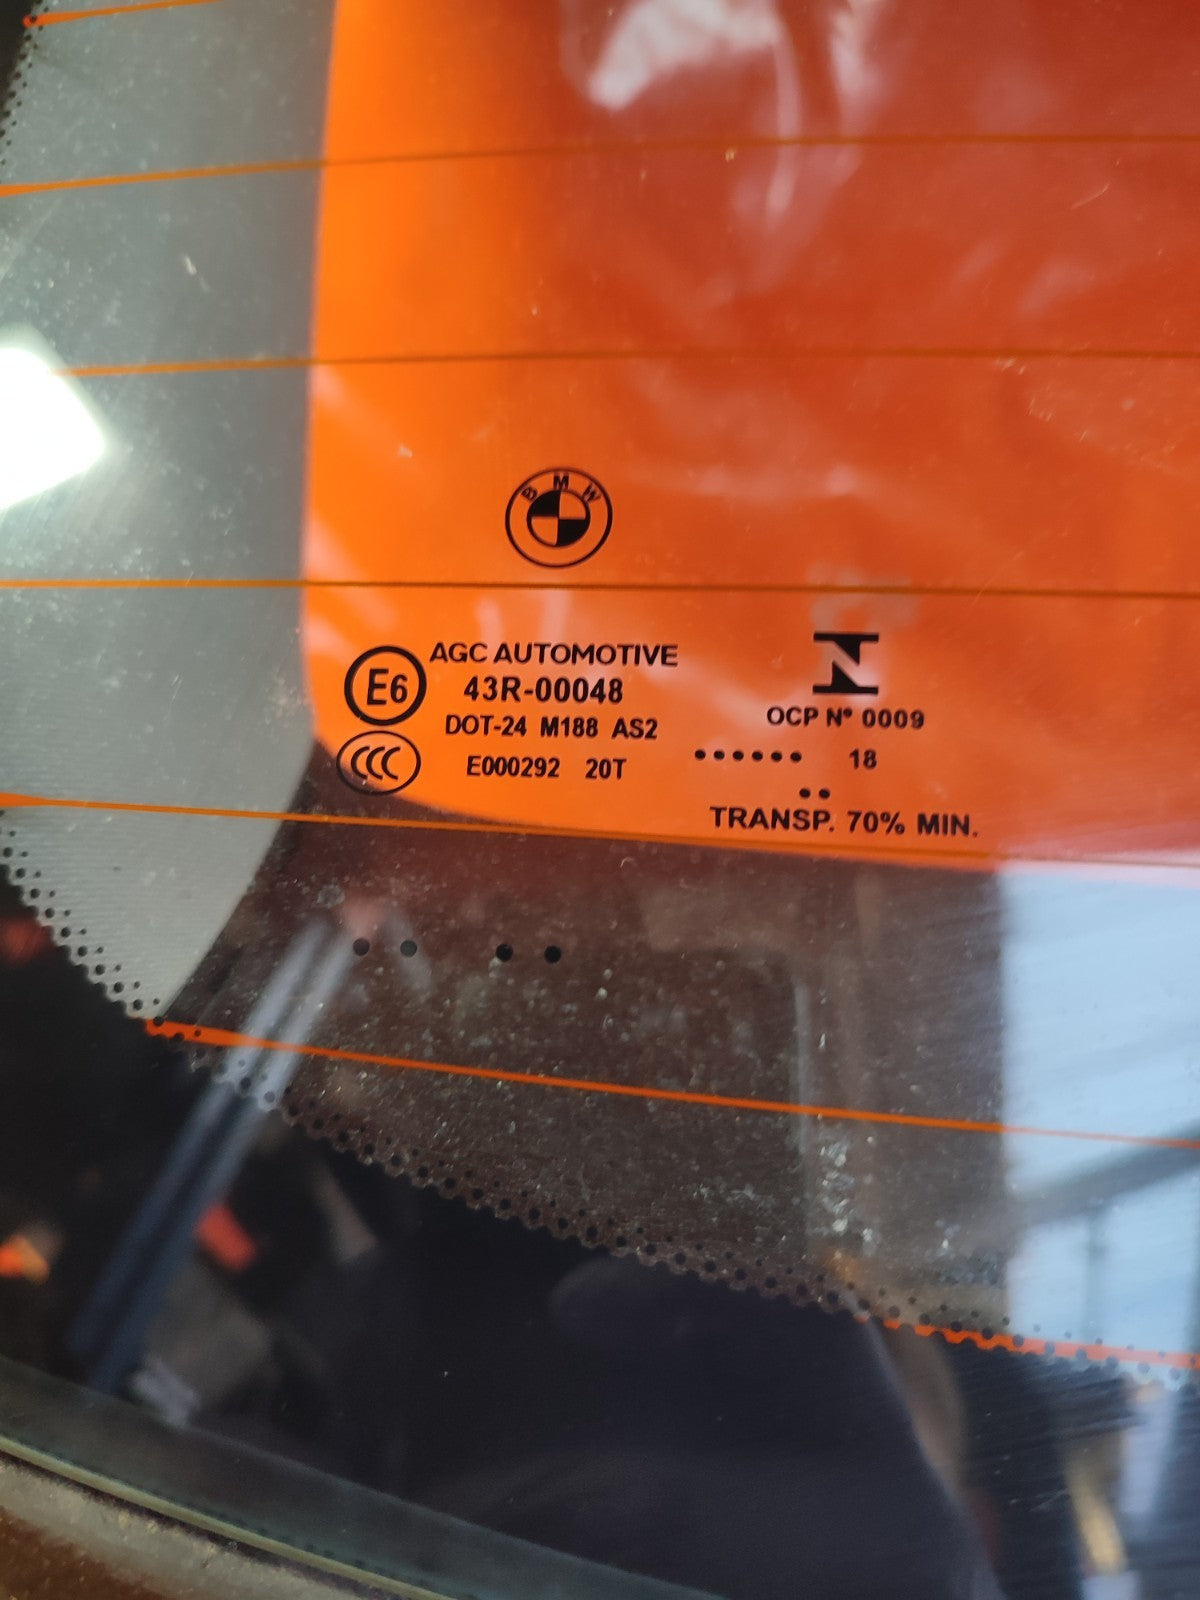 BMW
AGC AUTOMOTIVE
E6
43R-00048
DOT-24 M188 AS2
CCC
E000292 20T
N
OCP Nº 0009
...... 18
..
TRANSP. 70% MIN.